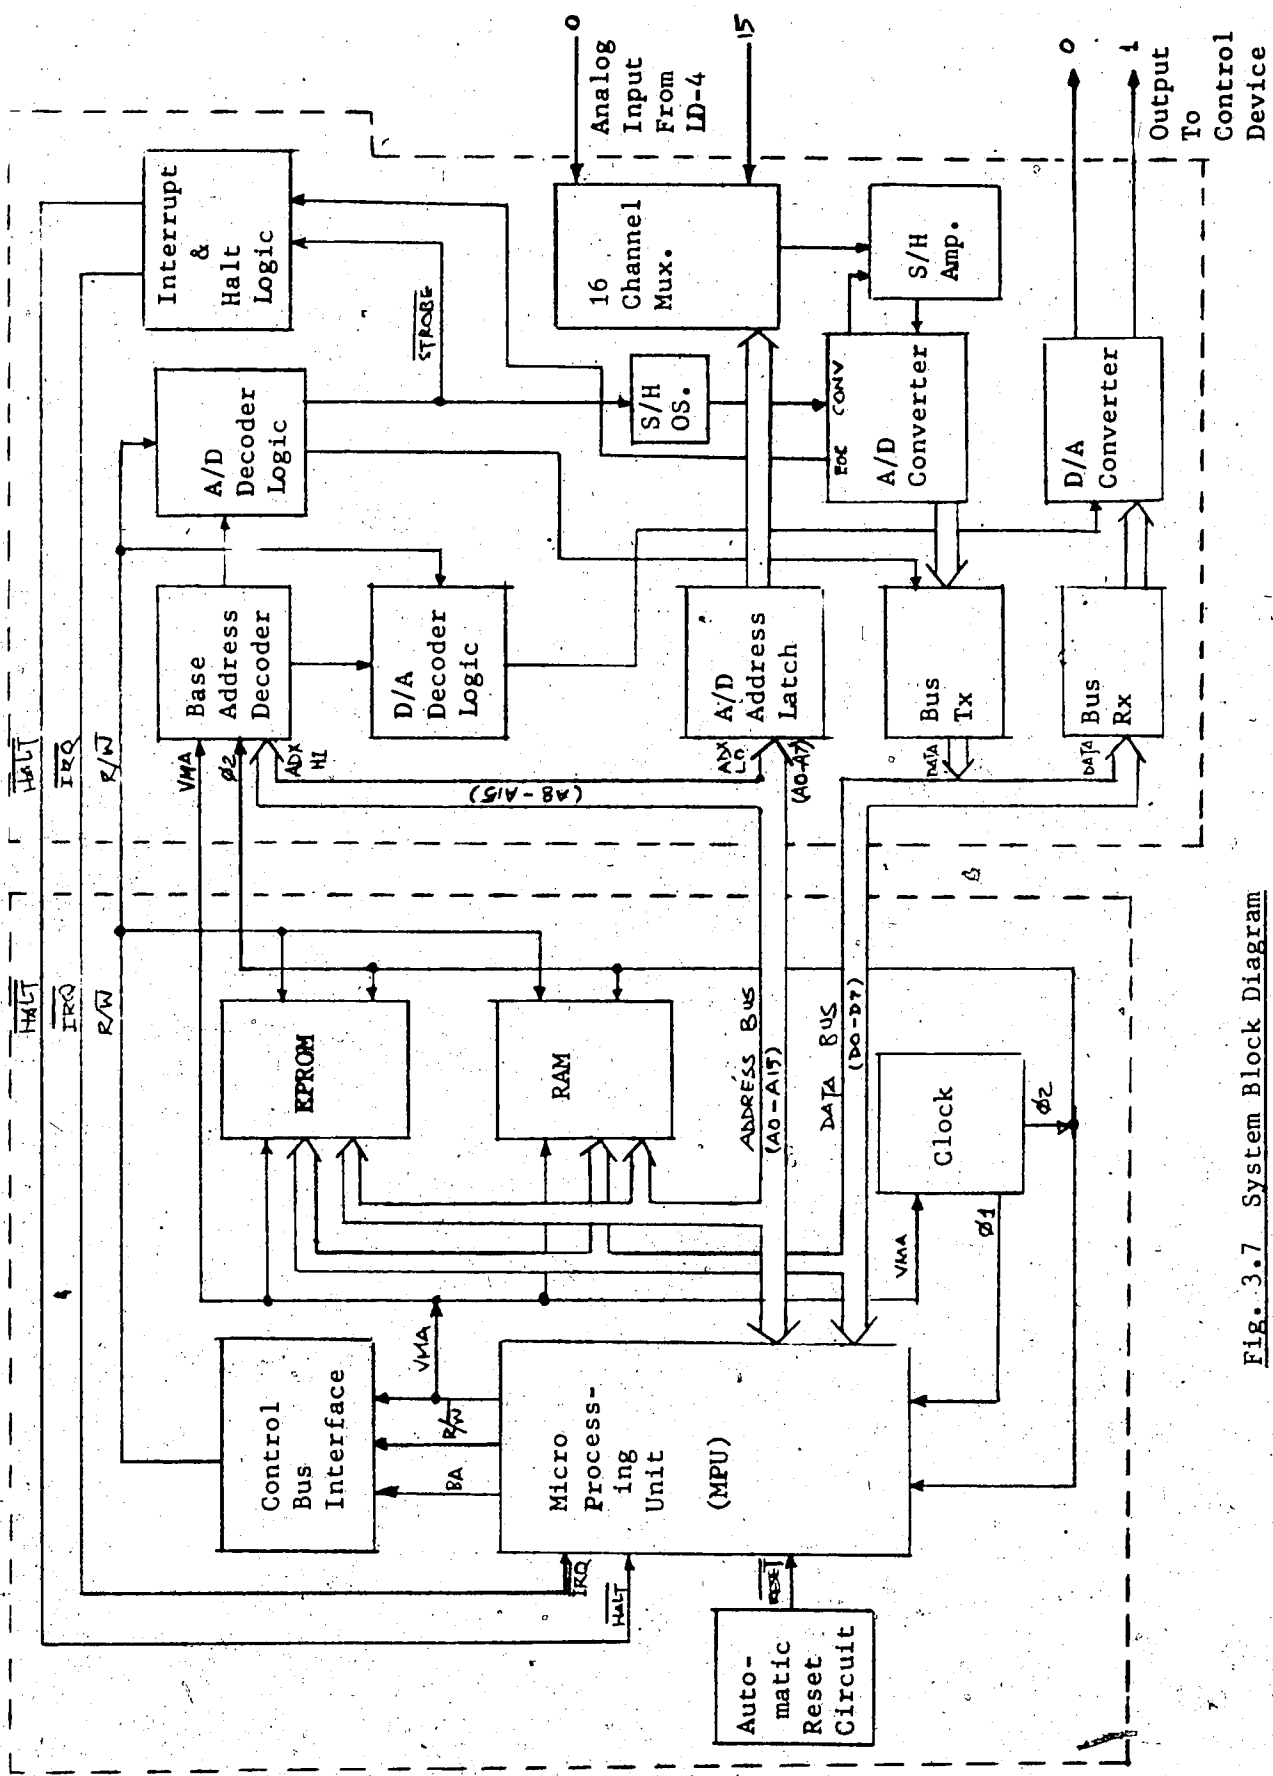 HALT
IRQ
R/W
HALT
IRQ
R/W
Control
Bus
Interface
BA
R/W
VMA
IRQ
HALT
Micro
Process-
ing
Unit
(MPU)
RESET
Auto-
matic
Reset
Circuit
EPROM
RAM
ADDRESS BUS
(A0-A15)
DATA BUS
(D0-D7)
VMA
Clock
Ø1
Ø2
VMA
Ø2
ADX
HI
(A8-A15)
Base
Address
Decoder
D/A
Decoder
Logic
A/D
Decoder
Logic
Interrupt
&
Halt
Logic
STROBE
S/H
OS.
ADX
LO
(A0-A7)
A/D
Address
Latch
16
Channel
Mux.
0
Analog
Input
From
LD-4
15
S/H
Amp.
EOC
CONV
A/D
Converter
DATA
Bus
Tx
DATA
Bus
Rx
D/A
Converter
0
1
Output
To
Control
Device
Fig. 3.7 System Block Diagram